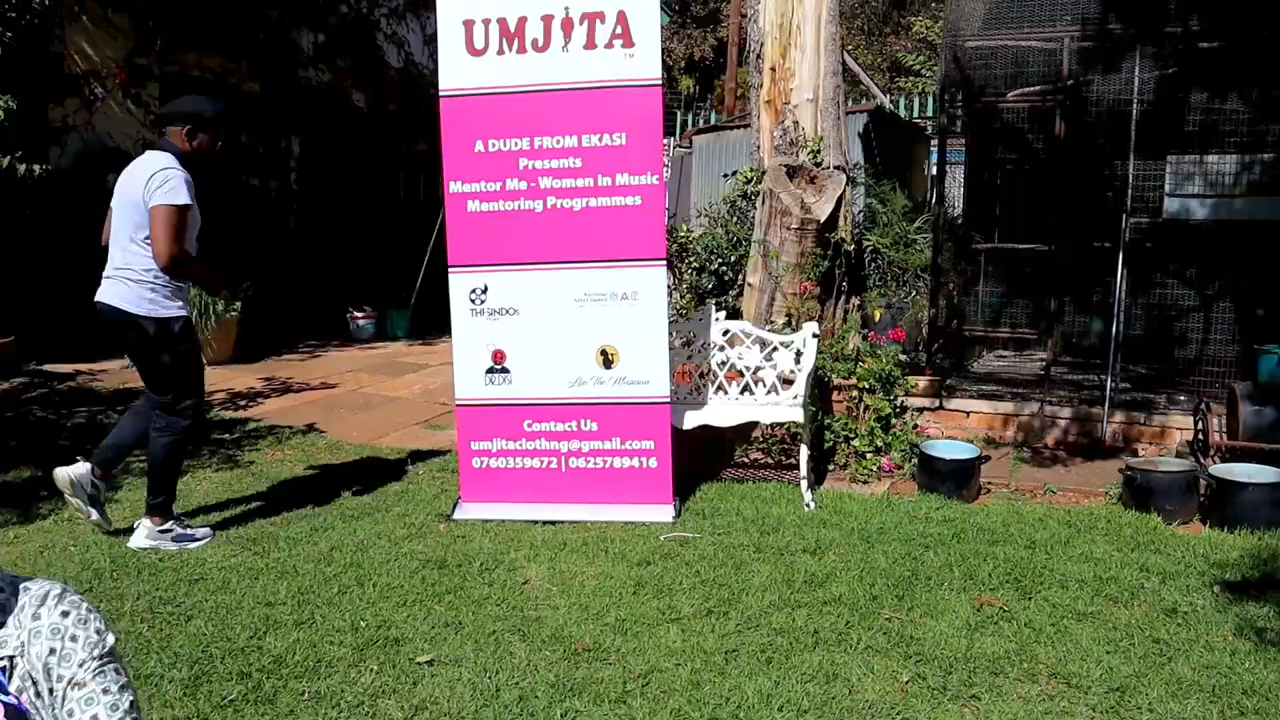 UMJITA
TM
A DUDE FROM EKASI
Presents
Mentor Me - Women In Music
Mentoring Programmes
THESINDOs
DR.DISI
Contact Us
umjitaclothng@gmail.com
0760359672 | 0625789416